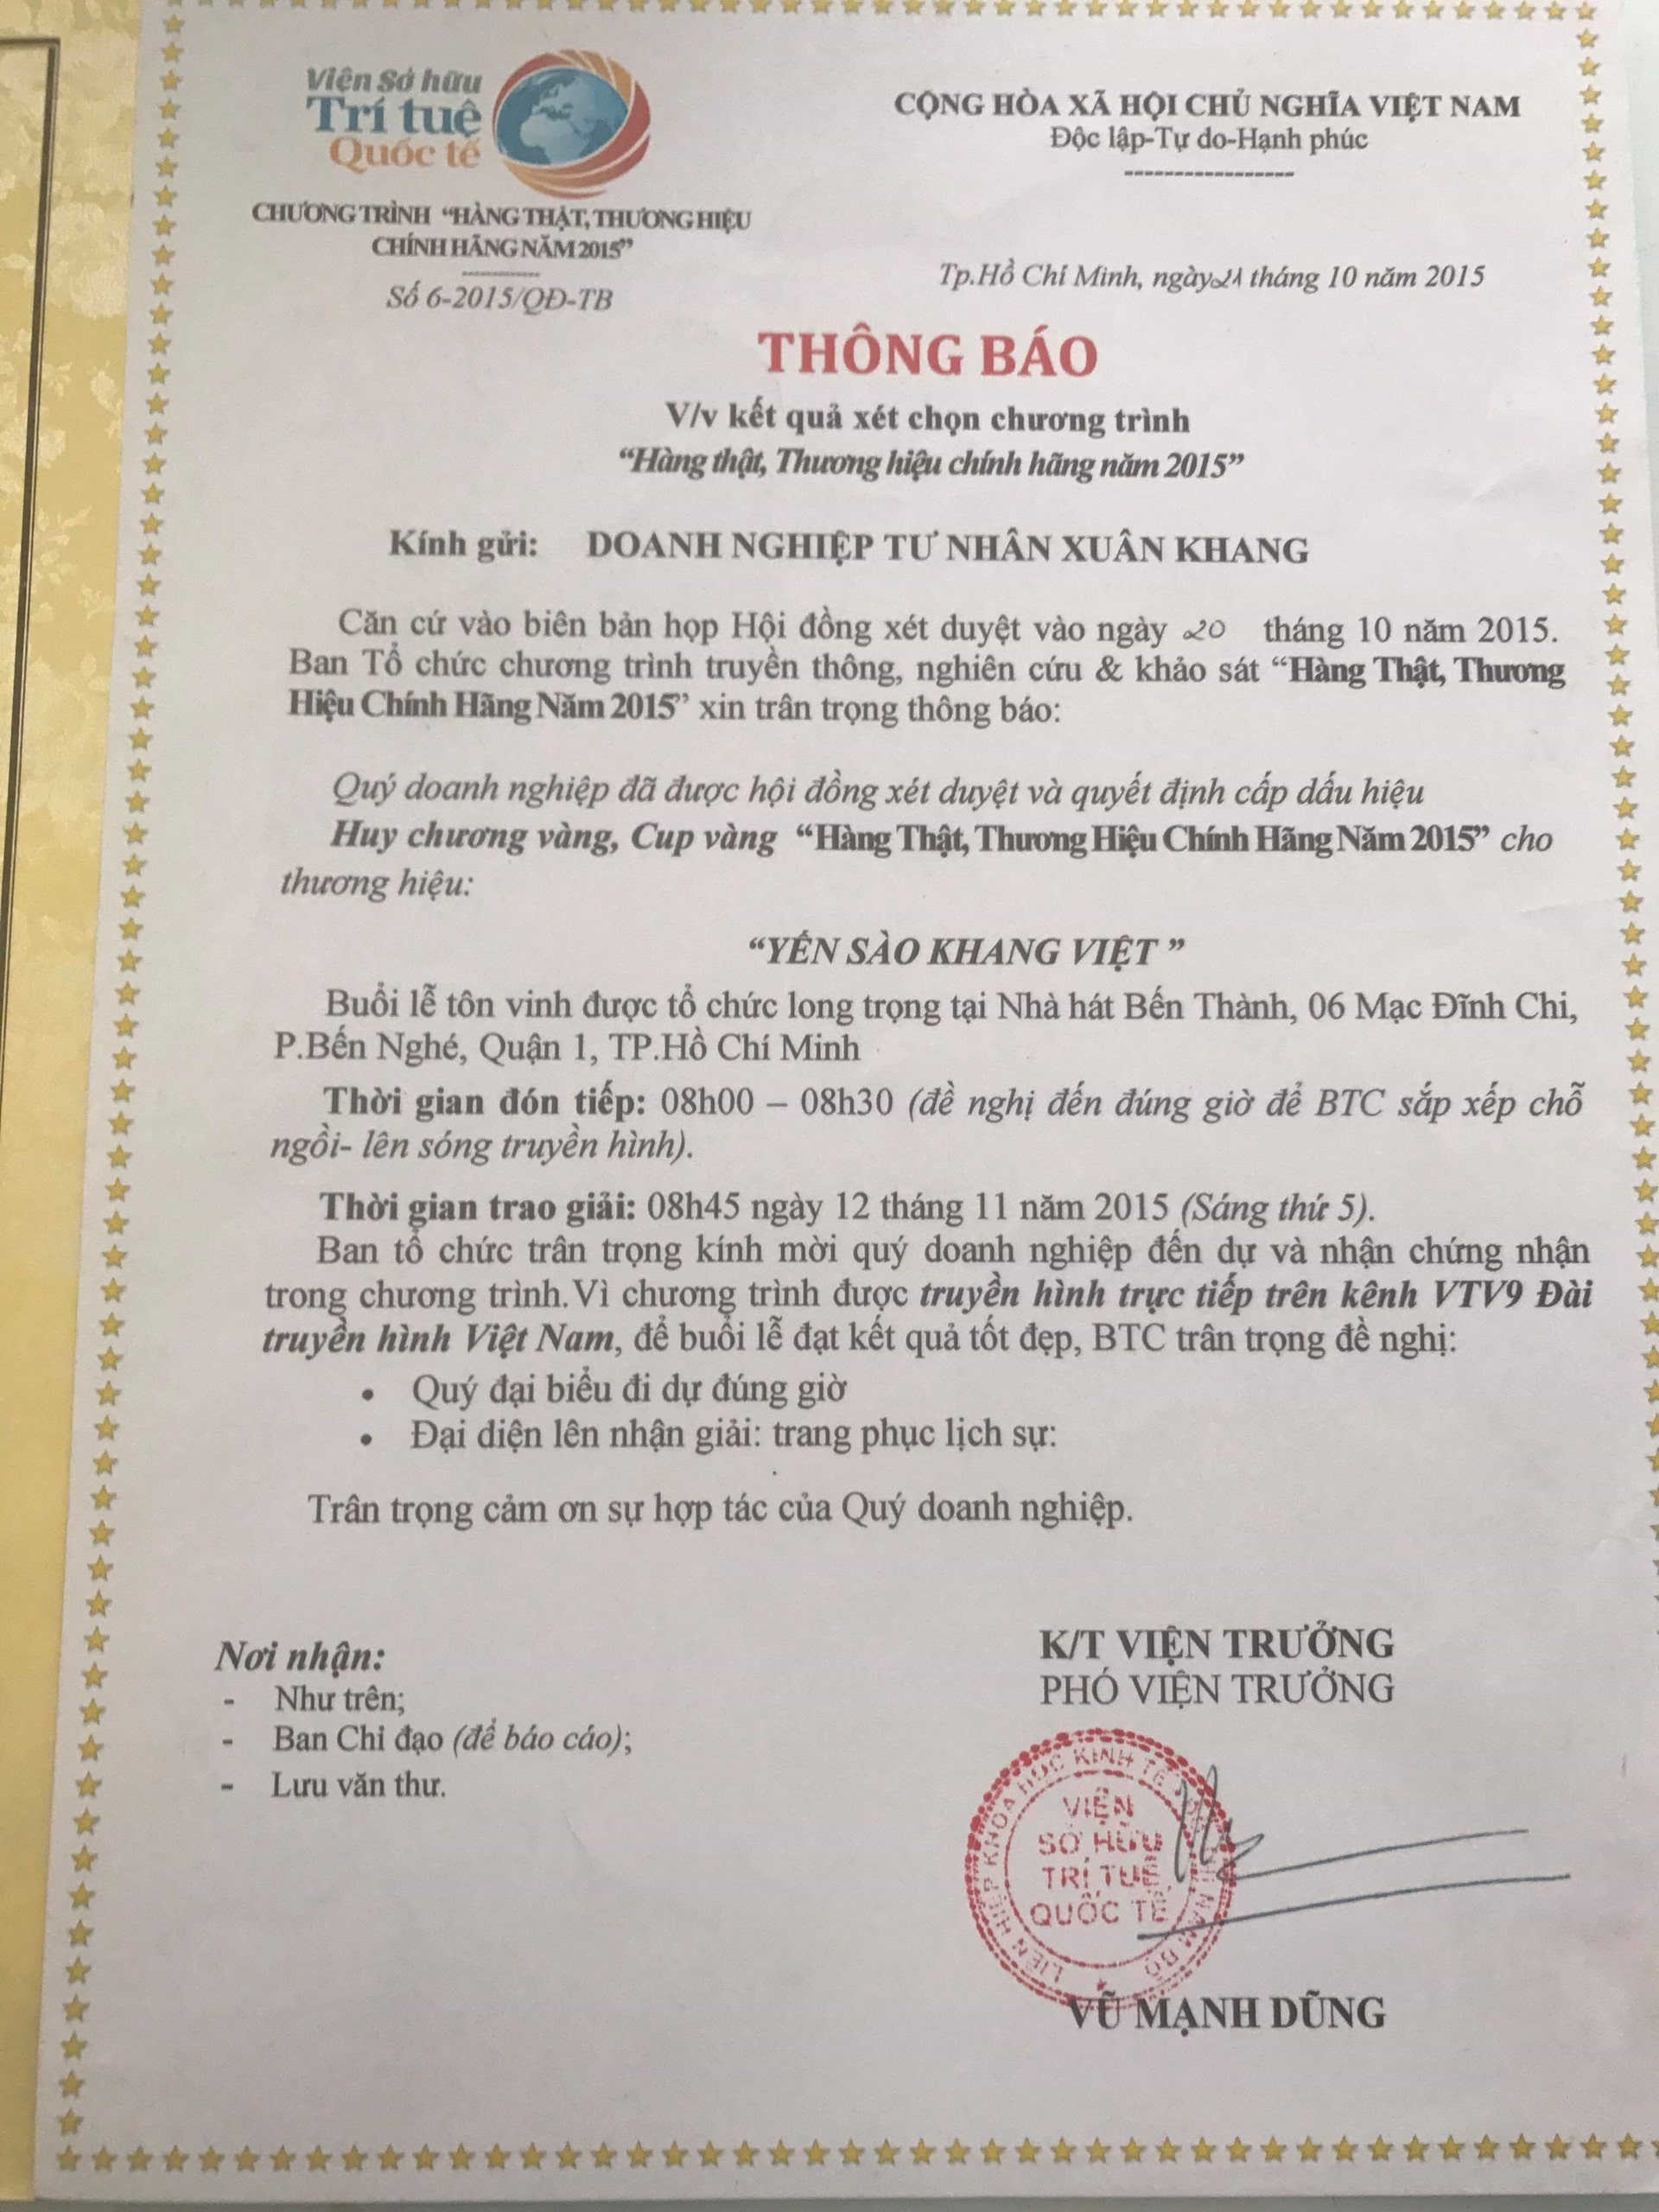 Viện Sở hữu
Trí tuệ
Quốc tế
CHƯƠNG TRÌNH “HÀNG THẬT, THƯƠNG HIỆU
CHÍNH HÃNG NĂM 2015”
Số 6-2015/QĐ-TB
CỘNG HÒA XÃ HỘI CHỦ NGHĨA VIỆT NAM
Độc lập-Tự do-Hạnh phúc
-----------------
Tp.Hồ Chí Minh, ngày 21 tháng 10 năm 2015
THÔNG BÁO
V/v kết quả xét chọn chương trình
“Hàng thật, Thương hiệu chính hãng năm 2015”
Kính gửi: DOANH NGHIỆP TƯ NHÂN XUÂN KHANG
Căn cứ vào biên bản họp Hội đồng xét duyệt vào ngày 20 tháng 10 năm 2015.
Ban Tổ chức chương trình truyền thông, nghiên cứu & khảo sát “Hàng Thật, Thương
Hiệu Chính Hãng Năm 2015” xin trân trọng thông báo:
Quý doanh nghiệp đã được hội đồng xét duyệt và quyết định cấp dấu hiệu
Huy chương vàng, Cup vàng “Hàng Thật, Thương Hiệu Chính Hãng Năm 2015” cho
thương hiệu:
“YẾN SÀO KHANG VIỆT ”
Buổi lễ tôn vinh được tổ chức long trọng tại Nhà hát Bến Thành, 06 Mạc Đĩnh Chi,
P.Bến Nghé, Quận 1, TP.Hồ Chí Minh
Thời gian đón tiếp: 08h00 – 08h30 (đề nghị đến đúng giờ để BTC sắp xếp chỗ
ngồi- lên sóng truyền hình).
Thời gian trao giải: 08h45 ngày 12 tháng 11 năm 2015 (Sáng thứ 5).
Ban tổ chức trân trọng kính mời quý doanh nghiệp đến dự và nhận chứng nhận
trong chương trình.Vì chương trình được truyền hình trực tiếp trên kênh VTV9 Đài
truyền hình Việt Nam, để buổi lễ đạt kết quả tốt đẹp, BTC trân trọng đề nghị:
• Quý đại biểu đi dự đúng giờ
• Đại diện lên nhận giải: trang phục lịch sự:
Trân trọng cảm ơn sự hợp tác của Quý doanh nghiệp.
Nơi nhận:
- Như trên;
- Ban Chỉ đạo (để báo cáo);
- Lưu văn thư.
K/T VIỆN TRƯỞNG
PHÓ VIỆN TRƯỞNG
LIÊN HIỆP KHOA HỌC KINH TẾ NAM BỘ
VIỆN
SỞ HỮU
TRÍ TUỆ
QUỐC TẾ
VŨ MẠNH DŨNG